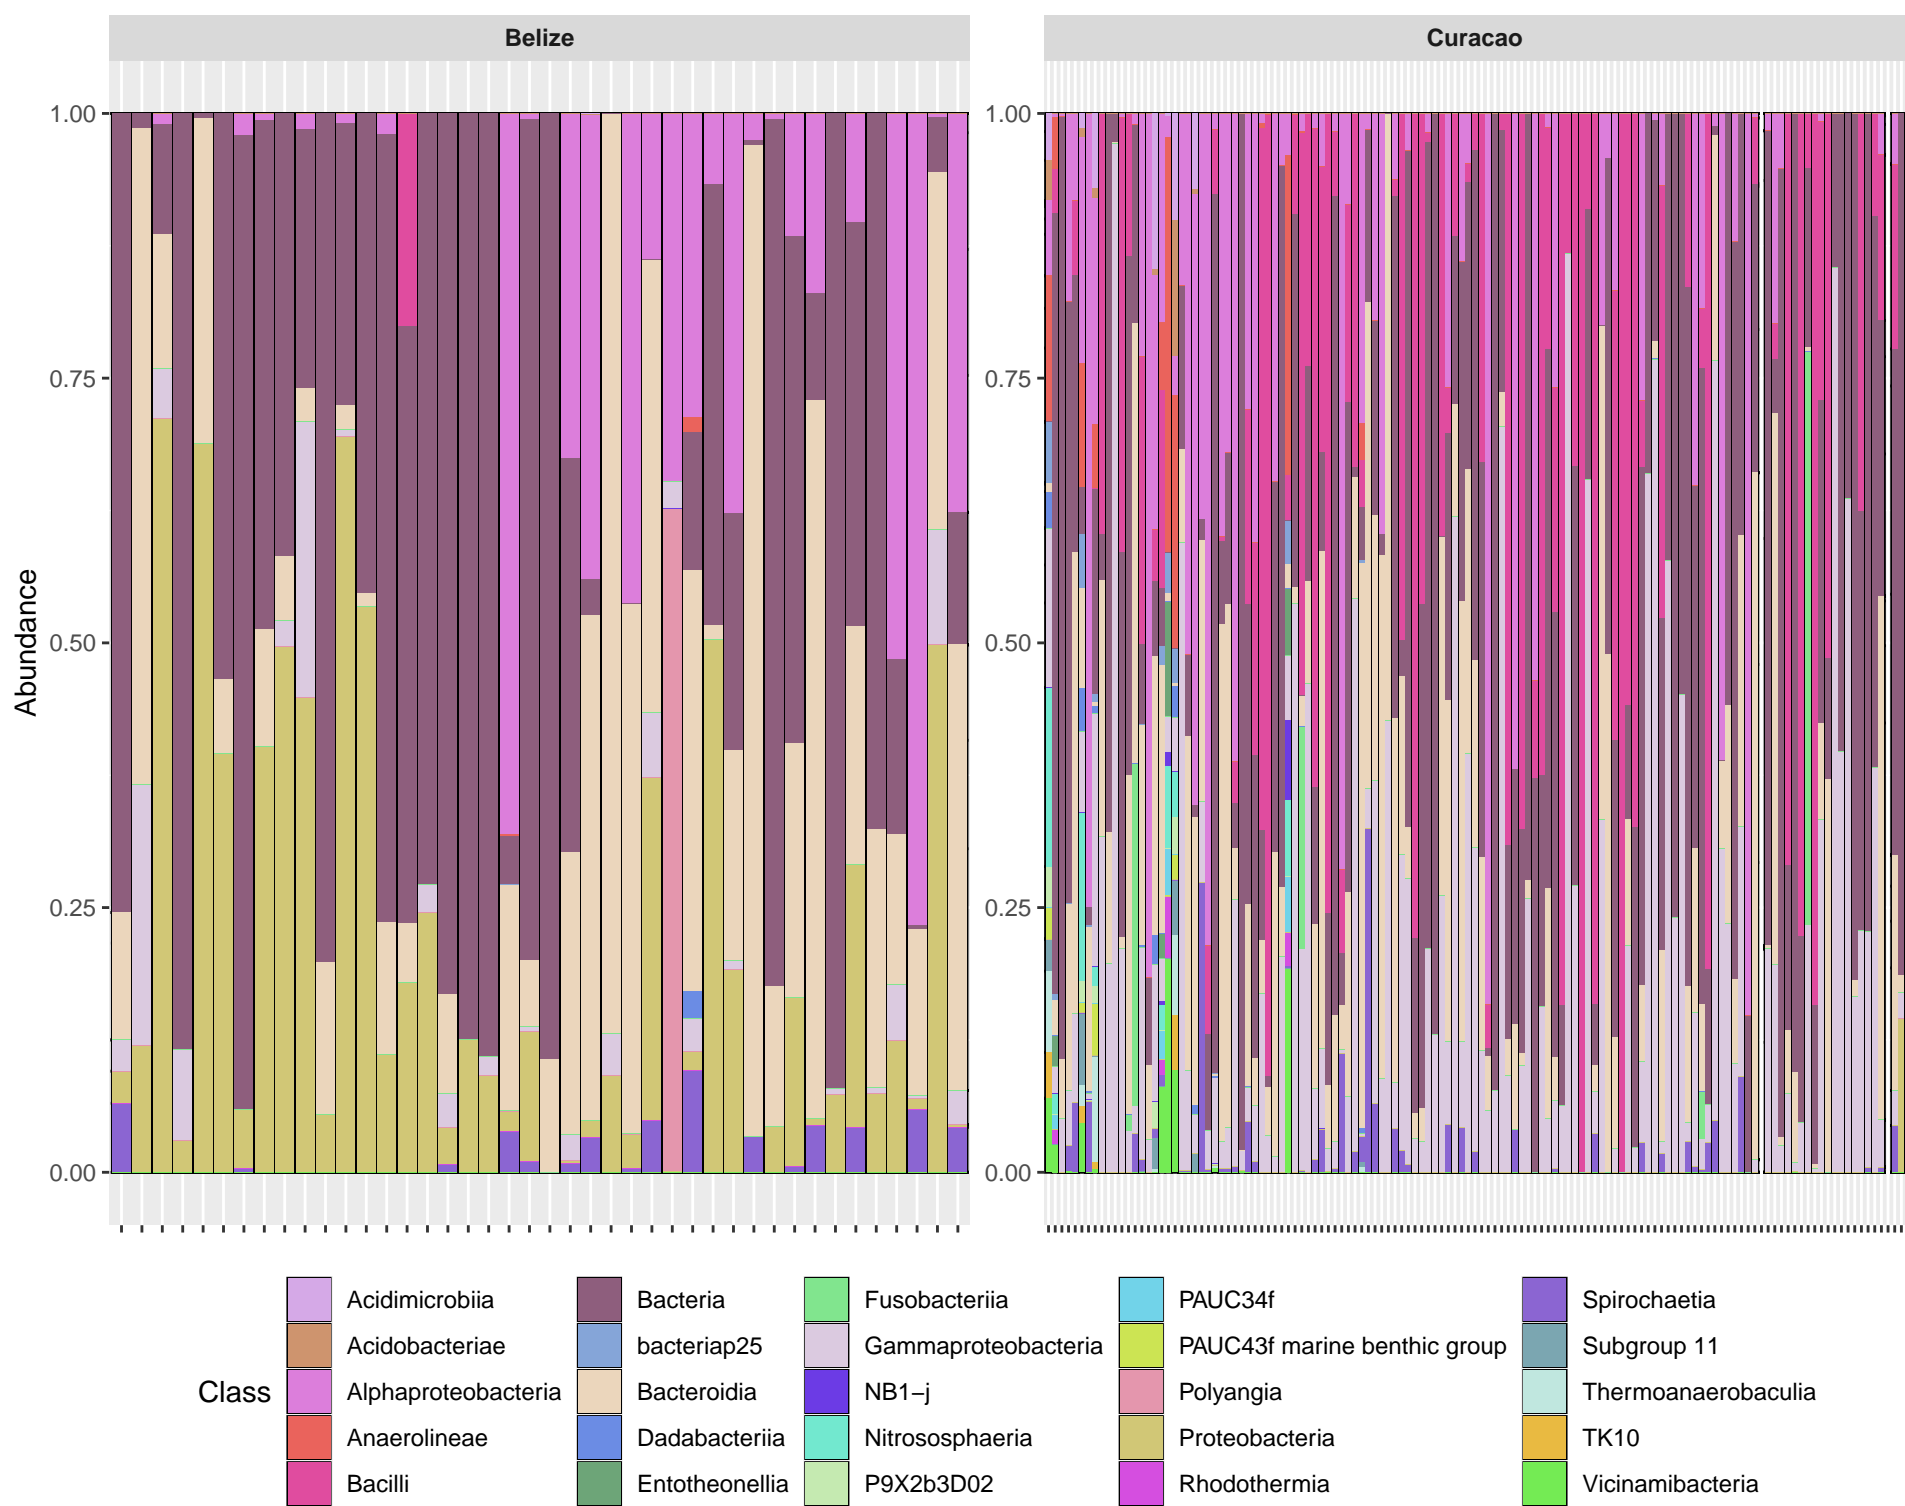 Belize
Curacao
1.00
0.75
0.50
0.25
0.00
1.00
0.75
0.50
0.25
0.00
Abundance
Class
Acidimicrobiia
Acidobacteriae
Alphaproteobacteria
Anaerolineae
Bacilli
Bacteria
bacteriap25
Bacteroidia
Dadabacteriia
Entotheonellia
Fusobacteriia
Gammaproteobacteria
NB1−j
Nitrososphaeria
P9X2b3D02
PAUC34f
PAUC43f marine benthic group
Polyangia
Proteobacteria
Rhodothermia
Spirochaetia
Subgroup 11
Thermoanaerobaculia
TK10
Vicinamibacteria